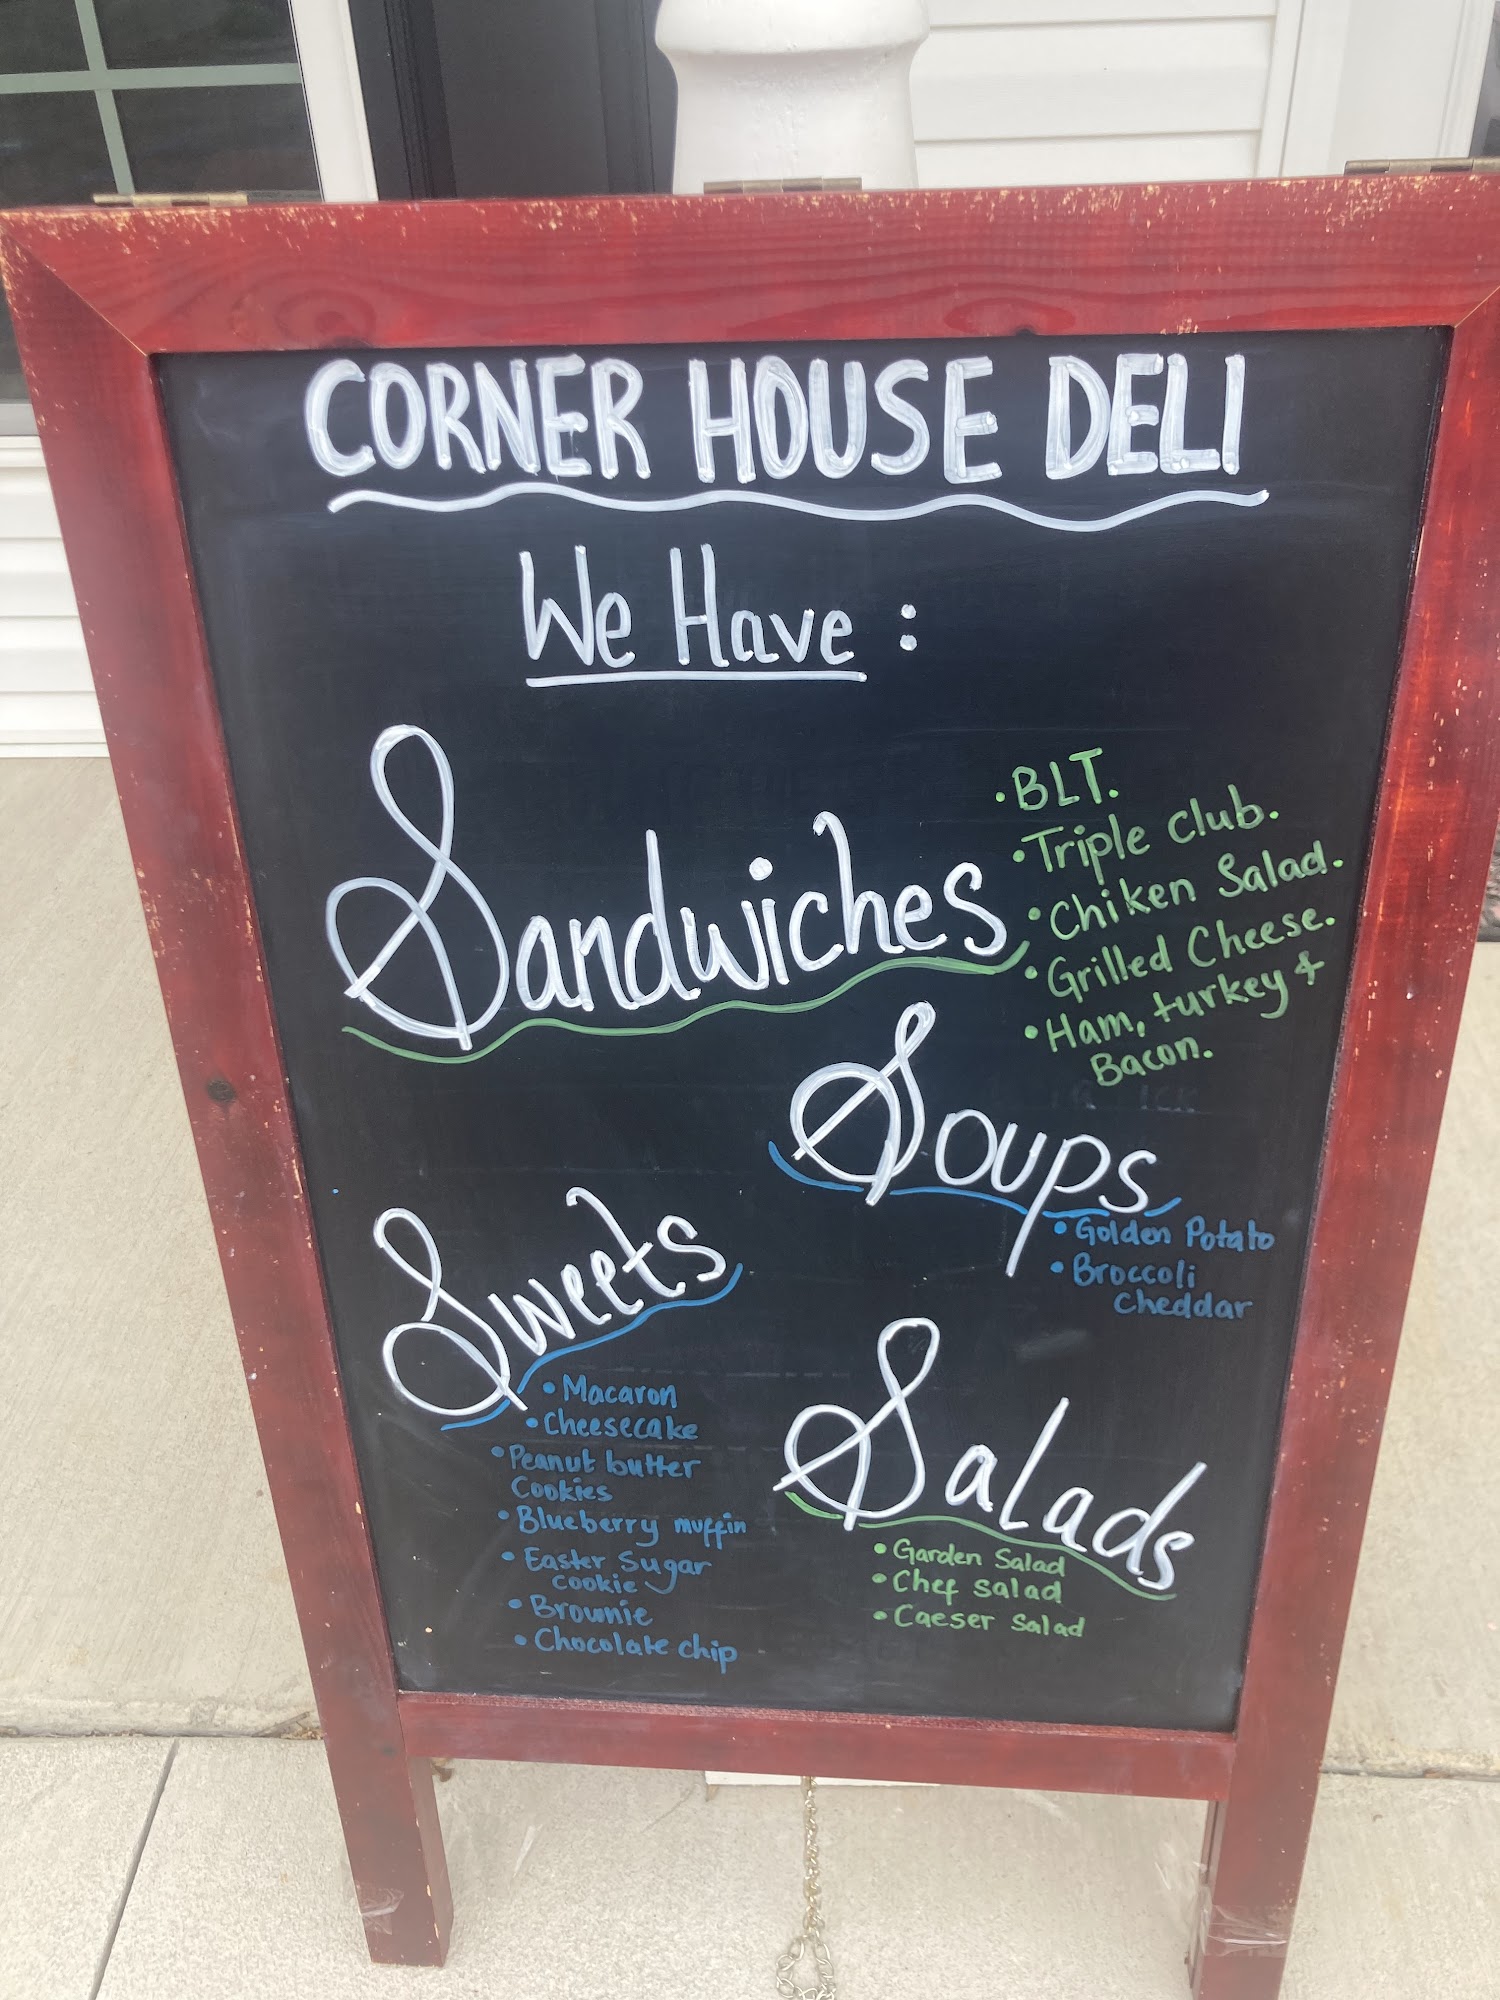 CORNER HOUSE DELI
We Have :
Sandwiches
• BLT.
• Triple Club.
• Chiken Salad.
• Grilled Cheese.
• Ham, turkey &
Bacon.
Soups
• Golden Potato
• Broccoli
Cheddar
Sweets
• Macaron
• Cheesecake
• Peanut butter
Cookies
• Blueberry muffin
• Easter Sugar
Cookie
• Brownie
• Chocolate chip
Salads
• Garden Salad
• Chef salad
• Caeser Salad